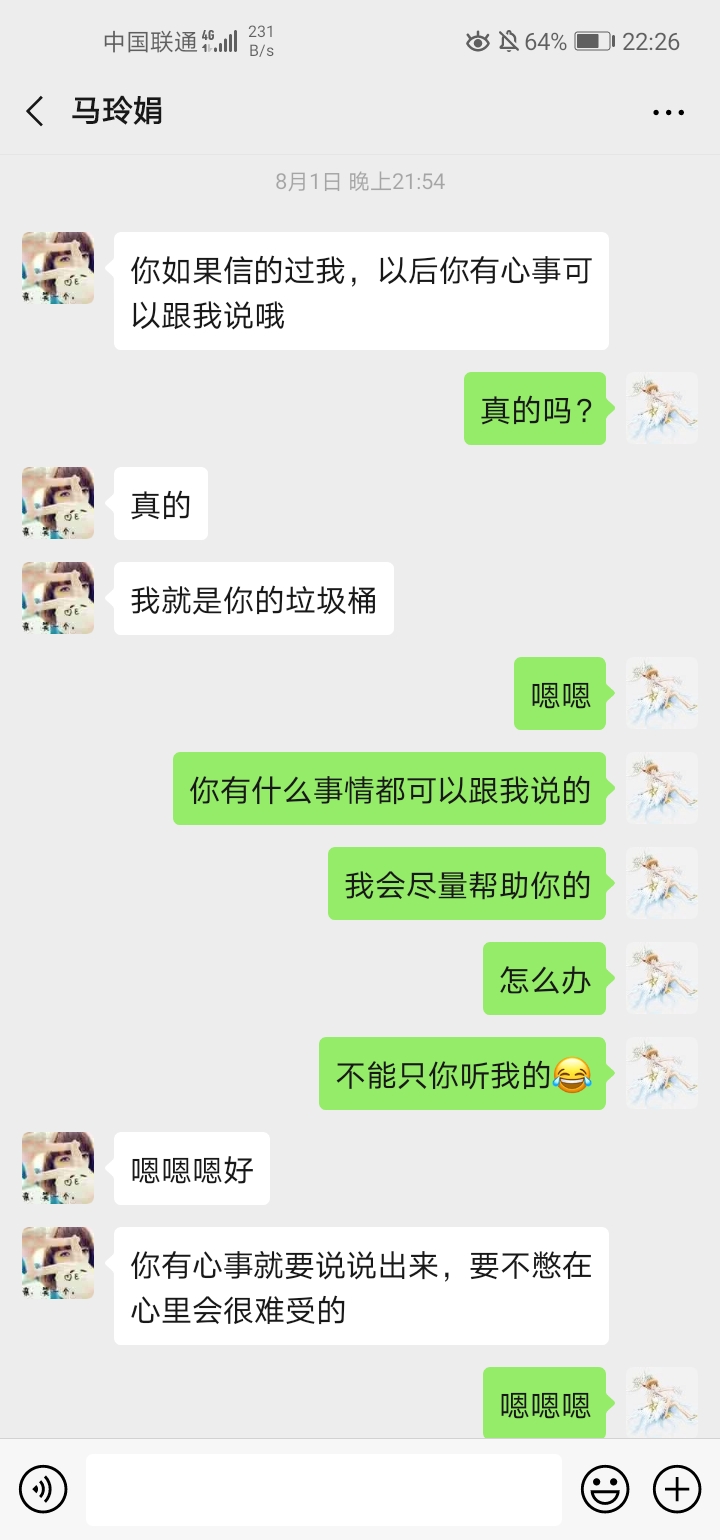 中国联通 4G 231 B/s 64% 22:26
马玲娟
8月1日 晚上21:54
你如果信的过我，以后你有心事可
以跟我说哦
真的吗？
真的
我就是你的垃圾桶
嗯嗯
你有什么事情都可以跟我说的
我会尽量帮助你的
怎么办
不能只你听我的😂
嗯嗯嗯好
你有心事就要说说出来，要不憋在
心里会很难受的
嗯嗯嗯